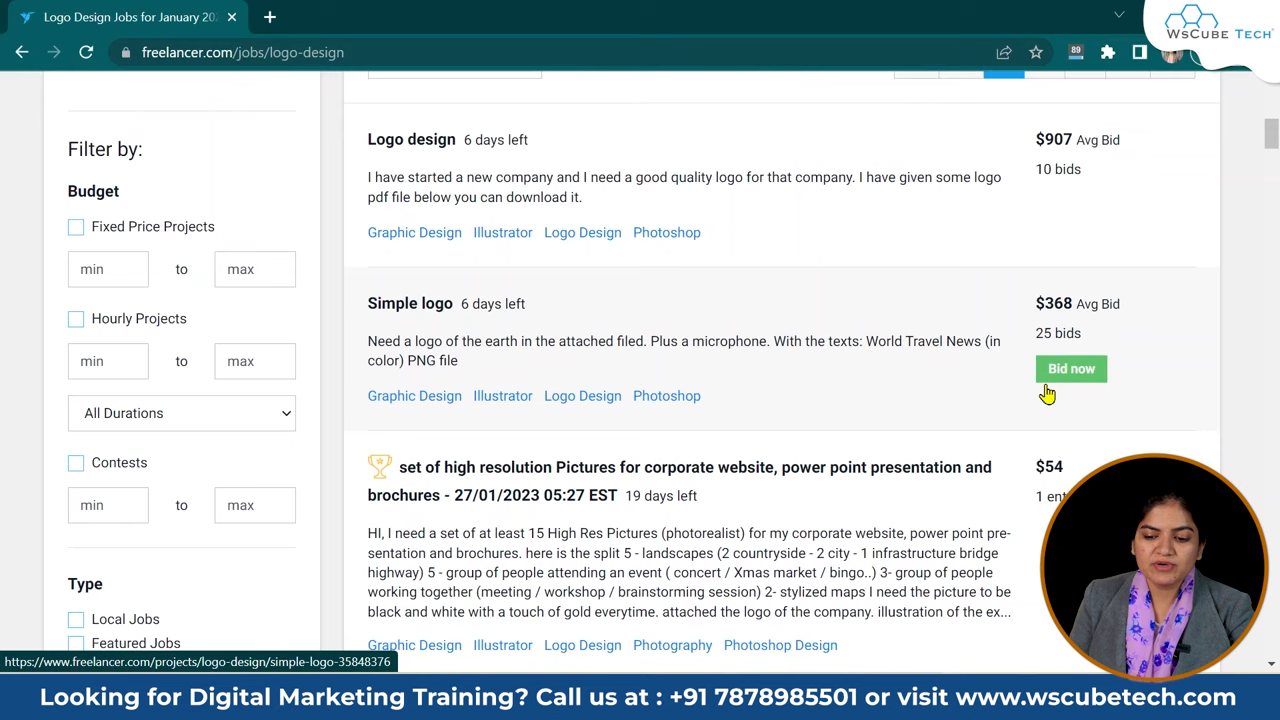 Logo Design Jobs for January 202
WsCube Tech
freelancer.com/jobs/logo-design
89
Filter by:
Budget
Fixed Price Projects
min to max
Hourly Projects
min to max
All Durations
Contests
min to max
Type
Local Jobs
Featured Jobs
Logo design 6 days left
$907 Avg Bid
10 bids
I have started a new company and I need a good quality logo for that company. I have given some logo
pdf file below you can download it.
Graphic Design Illustrator Logo Design Photoshop
Simple logo 6 days left
$368 Avg Bid
25 bids
Bid now
Need a logo of the earth in the attached filed. Plus a microphone. With the texts: World Travel News (in
color) PNG file
Graphic Design Illustrator Logo Design Photoshop
set of high resolution Pictures for corporate website, power point presentation and
brochures - 27/01/2023 05:27 EST 19 days left
$54
1 ent
HI, I need a set of at least 15 High Res Pictures (photorealist) for my corporate website, power point pre-
sentation and brochures. here is the split 5 - landscapes (2 countryside - 2 city - 1 infrastructure bridge
highway) 5 - group of people attending an event ( concert / Xmas market / bingo..) 3- group of people
working together (meeting / workshop / brainstorming session) 2- stylized maps I need the picture to be
black and white with a touch of gold everytime. attached the logo of the company. illustration of the ex...
Graphic Design Illustrator Logo Design Photography Photoshop Design
https://www.freelancer.com/projects/logo-design/simple-logo-35848376
Looking for Digital Marketing Training? Call us at : +91 7878985501 or visit www.wscubetech.com